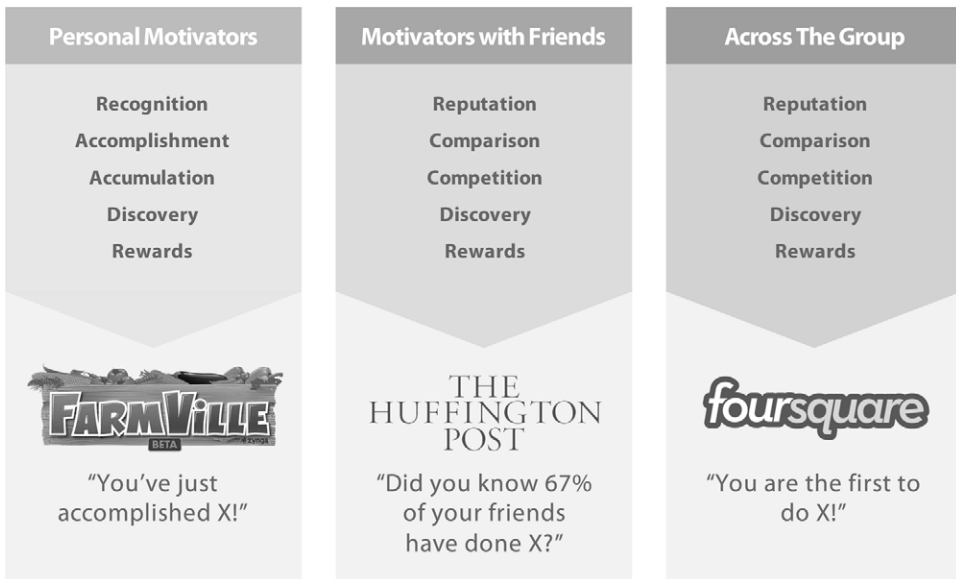 Personal Motivators
Recognition
Accomplishment
Accumulation
Discovery
Rewards
FARMVILLE
BETA
zynga
“You’ve just
accomplished X!”
Motivators with Friends
Reputation
Comparison
Competition
Discovery
Rewards
THE
HUFFINGTON
POST
“Did you know 67%
of your friends
have done X?”
Across The Group
Reputation
Comparison
Competition
Discovery
Rewards
foursquare
“You are the first to
do X!”